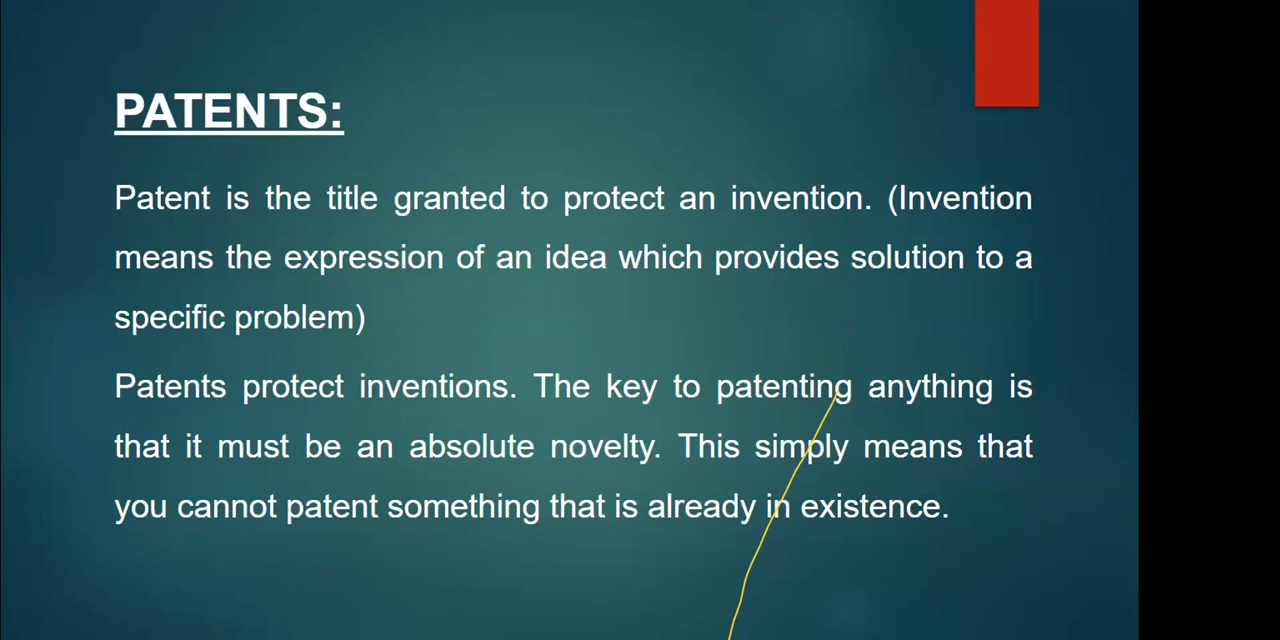 PATENTS:
Patent is the title granted to protect an invention. (Invention
means the expression of an idea which provides solution to a
specific problem)
Patents protect inventions. The key to patenting anything is
that it must be an absolute novelty. This simply means that
you cannot patent something that is already in existence.